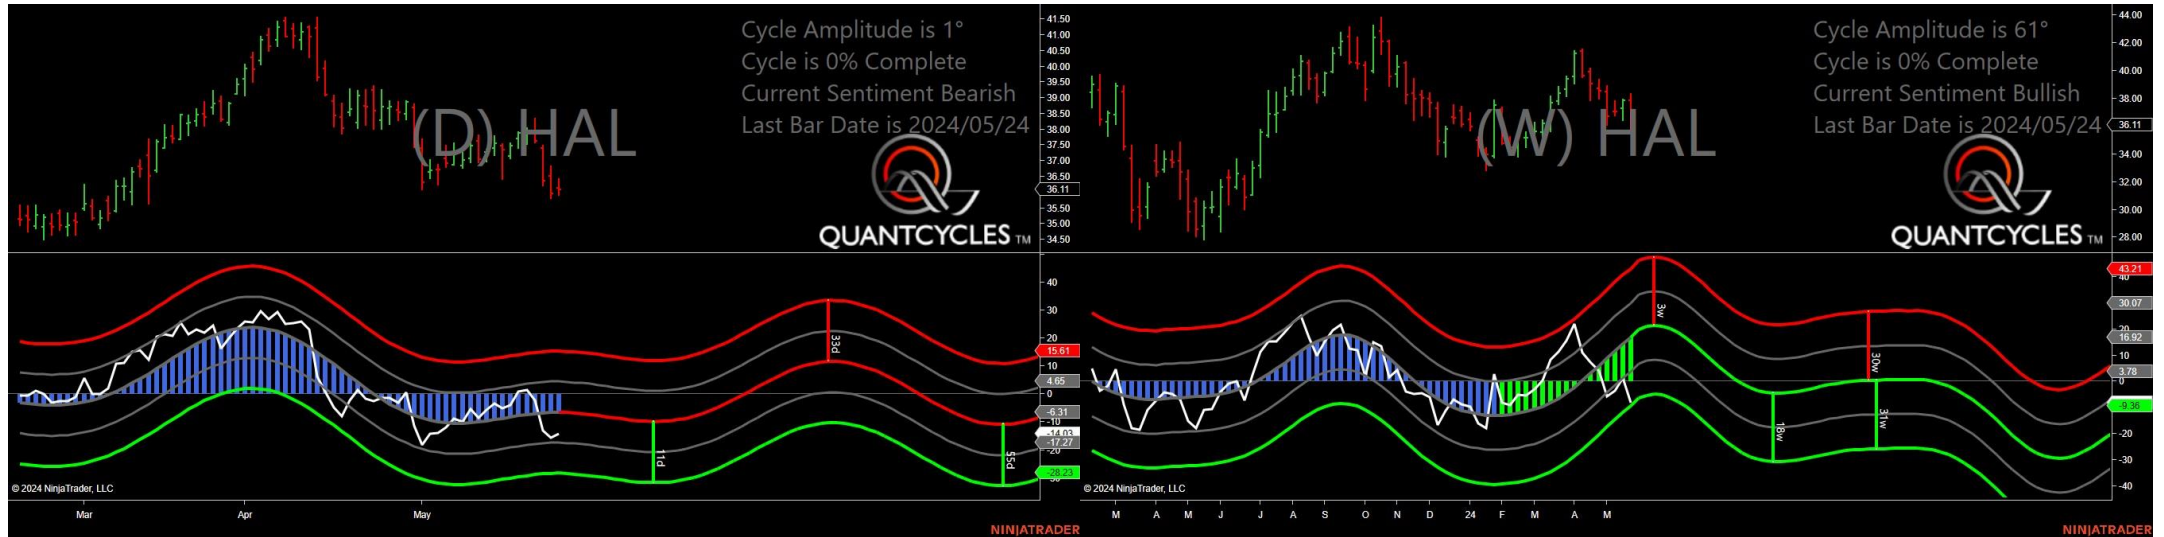 Cycle Amplitude is 1°
Cycle is 0% Complete
Current Sentiment Bearish
Last Bar Date is 2024/05/24
(D) HAL
QUANTCYCLES TM
41.50
41.00
40.50
40.00
39.50
39.00
38.50
38.00
37.50
37.00
36.50
36.11
35.50
35.00
34.50
40
30
20
15.61
10
4.65
0
-6.31
-10
-14.03
-17.27
-20
-28.23
33d
11d
55d
© 2024 NinjaTrader, LLC
Mar
Apr
May
NINJATRADER
Cycle Amplitude is 61°
Cycle is 0% Complete
Current Sentiment Bullish
Last Bar Date is 2024/05/24
(W) HAL
QUANTCYCLES TM
44.00
42.00
40.00
38.00
36.11
34.00
32.00
30.00
28.00
43.21
40
30.07
20
16.92
10
3.78
0
-9.36
-20
-30
-40
3w
30w
18w
31w
© 2024 NinjaTrader, LLC
M A M J J A S O N D 24 F M A M
NINJATRADER